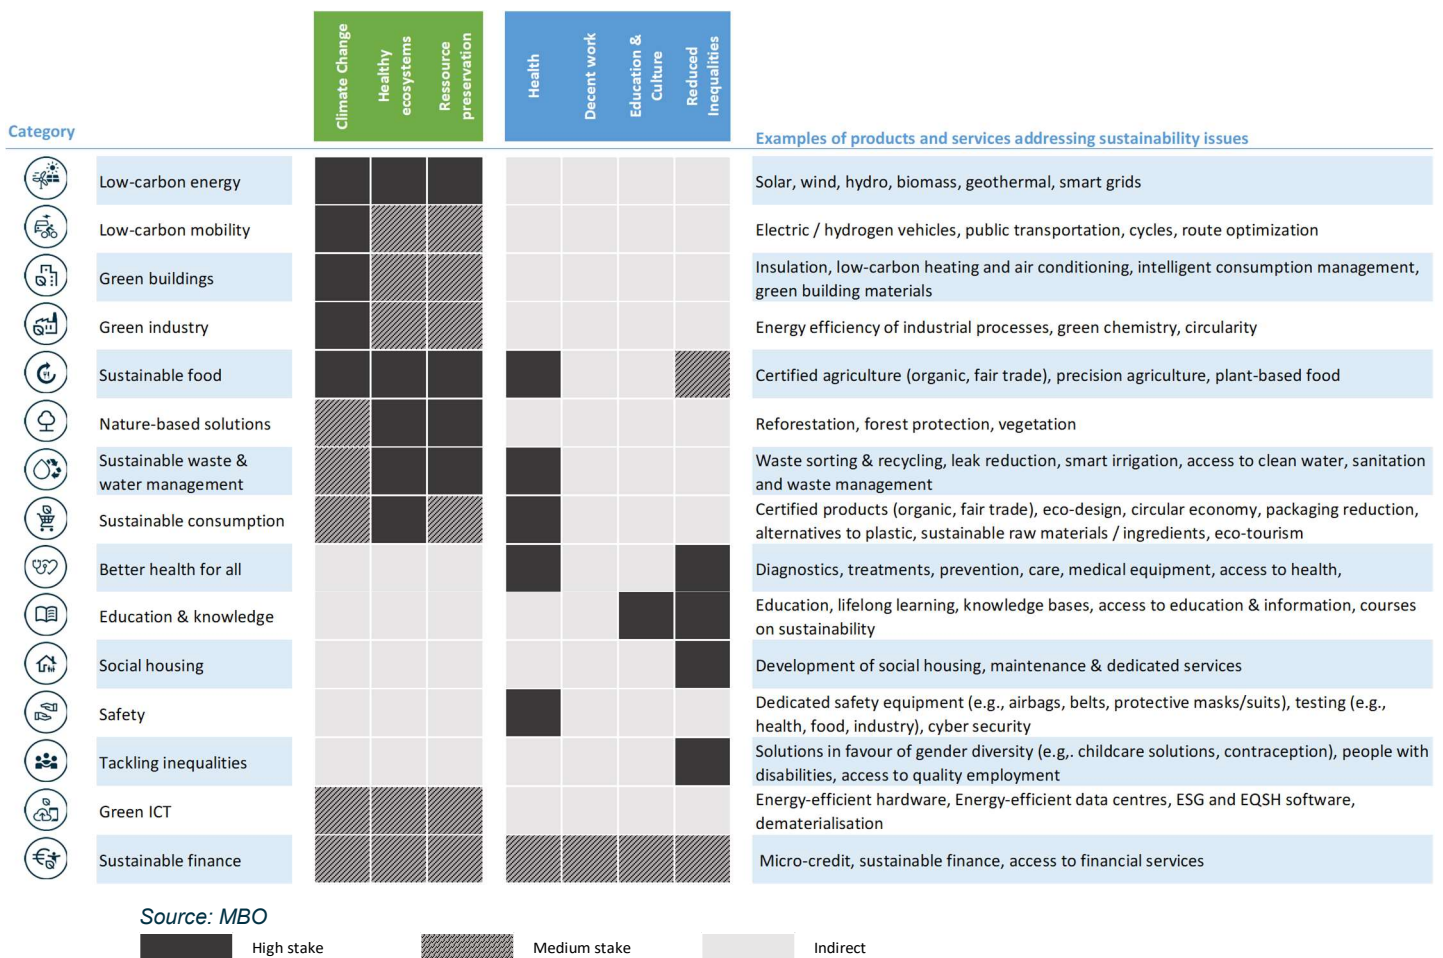 Climate Change
Healthy
ecosystems
Ressource
preservation
Health
Decent work
Education &
Culture
Reduced
Inequalities
Category
Examples of products and services addressing sustainability issues
Low-carbon energy
Solar, wind, hydro, biomass, geothermal, smart grids
Low-carbon mobility
Electric / hydrogen vehicles, public transportation, cycles, route optimization
Green buildings
Insulation, low-carbon heating and air conditioning, intelligent consumption management,
green building materials
Green industry
Energy efficiency of industrial processes, green chemistry, circularity
Sustainable food
Certified agriculture (organic, fair trade), precision agriculture, plant-based food
Nature-based solutions
Reforestation, forest protection, vegetation
Sustainable waste &
water management
Waste sorting & recycling, leak reduction, smart irrigation, access to clean water, sanitation
and waste management
Sustainable consumption
Certified products (organic, fair trade), eco-design, circular economy, packaging reduction,
alternatives to plastic, sustainable raw materials / ingredients, eco-tourism
Better health for all
Diagnostics, treatments, prevention, care, medical equipment, access to health,
Education & knowledge
Education, lifelong learning, knowledge bases, access to education & information, courses
on sustainability
Social housing
Development of social housing, maintenance & dedicated services
Safety
Dedicated safety equipment (e.g., airbags, belts, protective masks/suits), testing (e.g.,
health, food, industry), cyber security
Tackling inequalities
Solutions in favour of gender diversity (e.g,. childcare solutions, contraception), people with
disabilities, access to quality employment
Green ICT
Energy-efficient hardware, Energy-efficient data centres, ESG and EQSH software,
dematerialisation
Sustainable finance
Micro-credit, sustainable finance, access to financial services
Source: MBO
High stake
Medium stake
Indirect